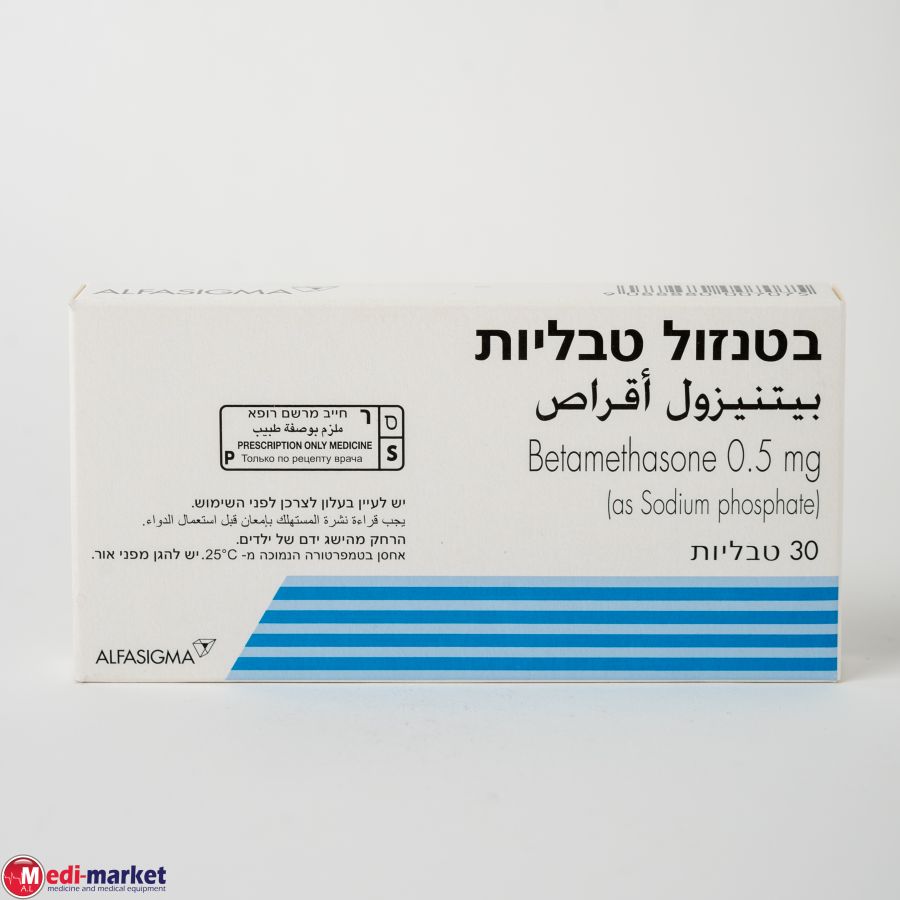 ALFASIGMA
בטנזול טבליות
بيتنيزول أقراص
Betamethasone 0.5 mg
(as Sodium phosphate)
30 טבליות
ס ר חייב מרשם רופא
ملزم بوصفة طبيب
PRESCRIPTION ONLY MEDICINE
S P Только по рецепту врача
יש לעיין בעלון לצרכן לפני השימוש.
يجب قراءة نشرة المستهلك بإمعان قبل استعمال الدواء.
הרחק מהישג ידם של ילדים.
אחסן בטמפרטורה הנמוכה מ- 25°C. יש להגן מפני אור.
ALFASIGMA
Medi-market
A.L
medicine and medical equipment